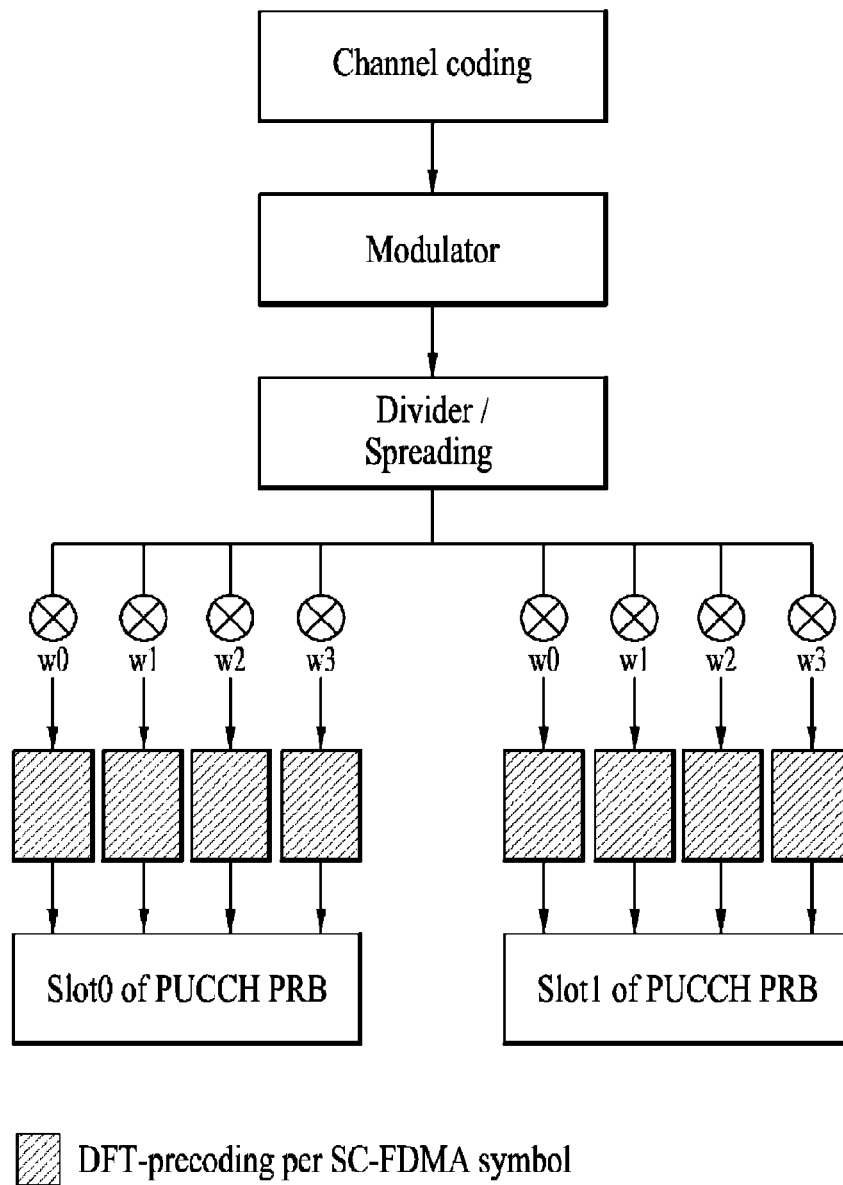 Channel coding
Modulator
Divider /
Spreading
w0 w1 w2 w3 w0 w1 w2 w3
Slot0 of PUCCH PRB Slot1 of PUCCH PRB
DFT-precoding per SC-FDMA symbol